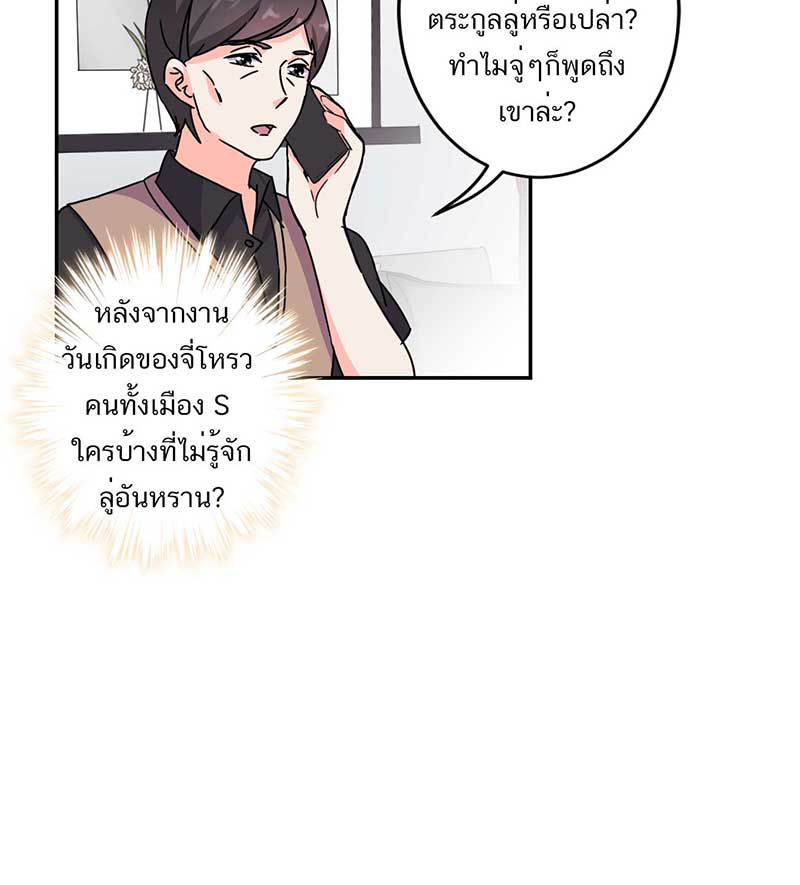 ตระกูลลู่หรือเปล่า?
ทำไมจู่ๆก็พูดถึง
เขาล่ะ?
หลังจากงาน
วันเกิดของจี่โหรว
คนทั้งเมือง S
ใครบ้างที่ไม่รู้จัก
ลู่อันหราน?